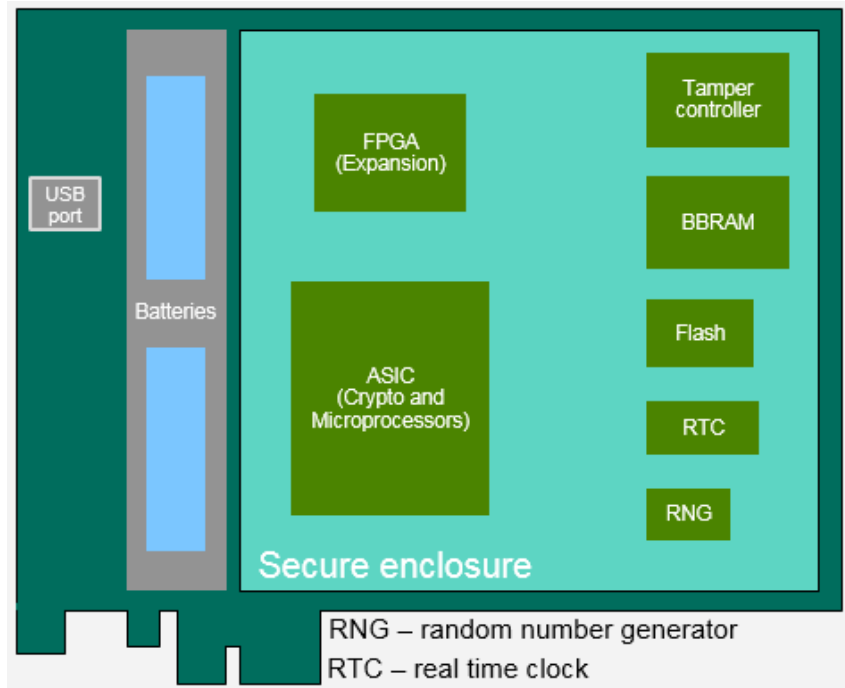 USB
port
Batteries
FPGA
(Expansion)
ASIC
(Crypto and
Microprocessors)
Tamper
controller
BBRAM
Flash
RTC
RNG
Secure enclosure
RNG – random number generator
RTC – real time clock